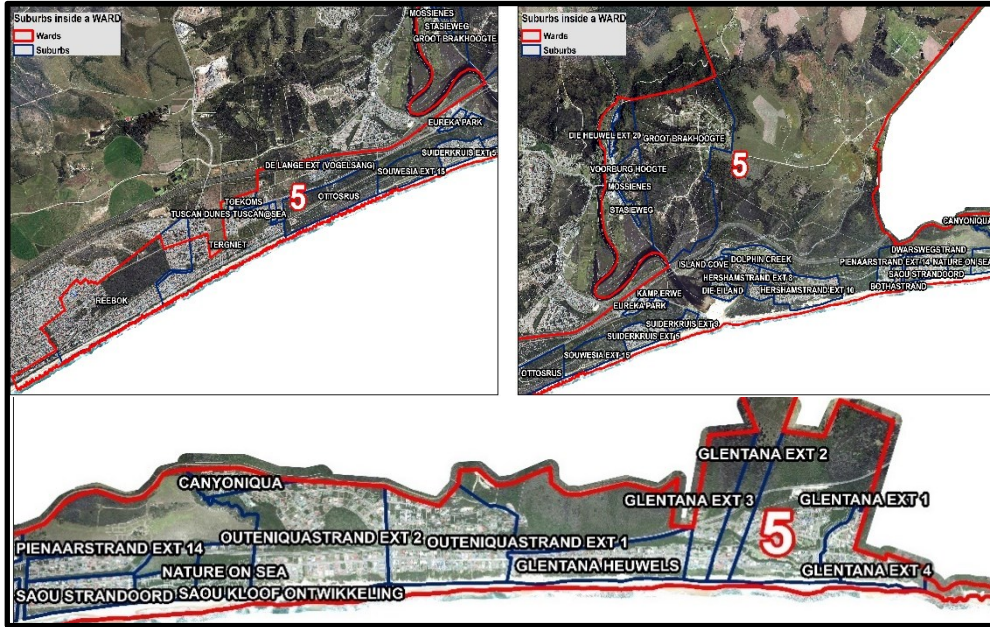 Suburbs inside a WARD
Wards
Suburbs
MOSSIENES
STASIEWEG
GROOT BRAKHOOGTE
EUREKA PARK
SUIDERKRUIS EXT 5
DE LANGE EXT (VOGELSANG)
SOUWESIA EXT 15
5
OTTOSRUS
TOEKOMS
TUSCAN DUNES TUSCAN@SEA
TERGNIET
REEBOK
Suburbs inside a WARD
Wards
Suburbs
DIE HEUWEL EXT 20
GROOT BRAKHOOGTE
5
VOORBURG HOOGTE
MOSSIENES
STASIEWEG
CANYONIQUA
DWARSWEGSTRAND
PIENAARSTRAND EXT 14 NATURE ON SEA
SAOU STRANDOORD
BOTHASTRAND
DOLPHIN CREEK
ISLAND COVE
HERSHAMSTRAND EXT 8
DIE EILAND
HERSHAMSTRAND EXT 10
KAMP ERWE
EUREKA PARK
SUIDERKRUIS EXT 3
SUIDERKRUIS EXT 5
SOUWESIA EXT 15
OTTOSRUS
GLENTANA EXT 2
CANYONIQUA
GLENTANA EXT 3
GLENTANA EXT 1
5
OUTENIQUASTRAND EXT 2
OUTENIQUASTRAND EXT 1
PIENAARSTRAND EXT 14
NATURE ON SEA
GLENTANA HEUWELS
GLENTANA EXT 4
SAOU STRANDOORD
SAOU KLOOF ONTWIKKELING